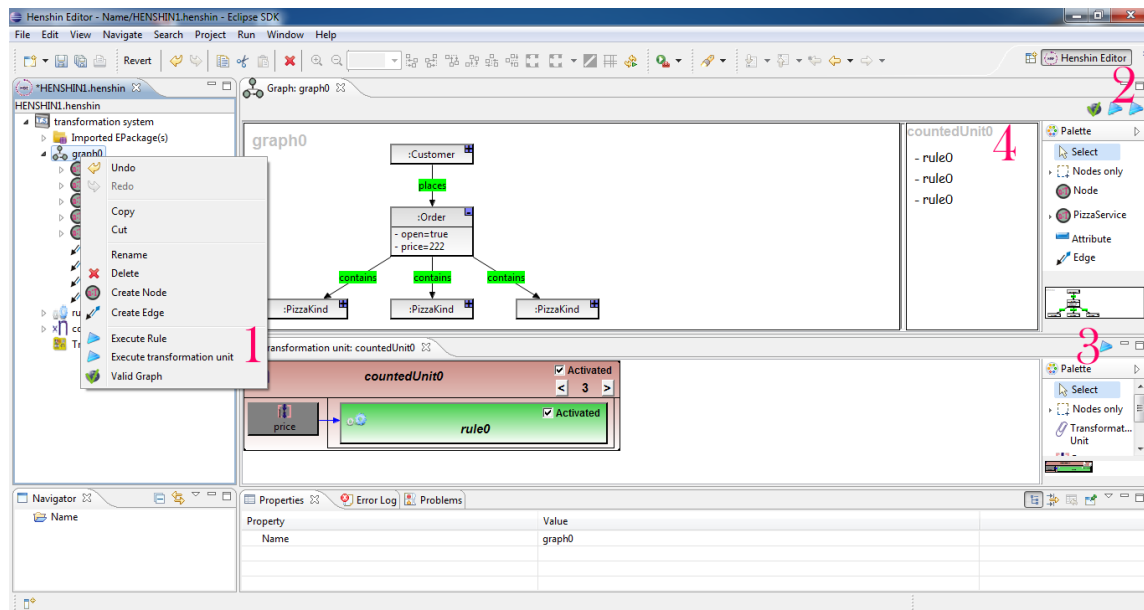 Henshin Editor - Name/HENSHIN1.henshin - Eclipse SDK
File Edit View Navigate Search Project Run Window Help
Revert
Henshin Editor
*HENSHIN1.henshin
HENSHIN1.henshin
transformation system
Imported EPackage(s)
graph0
Undo
Redo
Copy
Cut
Rename
Delete
Create Node
Create Edge
Execute Rule
Execute transformation unit
Valid Graph
1
Graph: graph0
2
graph0
:Customer
places
:Order
- open=true
- price=222
contains contains contains
:PizzaKind :PizzaKind :PizzaKind
countedUnit0
4
- rule0
- rule0
- rule0
Palette
Select
Nodes only
Node
PizzaService
Attribute
Edge
ransformation unit: countedUnit0
3
countedUnit0
Activated
< 3 >
price
Activated
rule0
Palette
Select
Nodes only
Transformat...
Unit
Navigator
Name
Properties Error Log Problems
Property Value
Name graph0